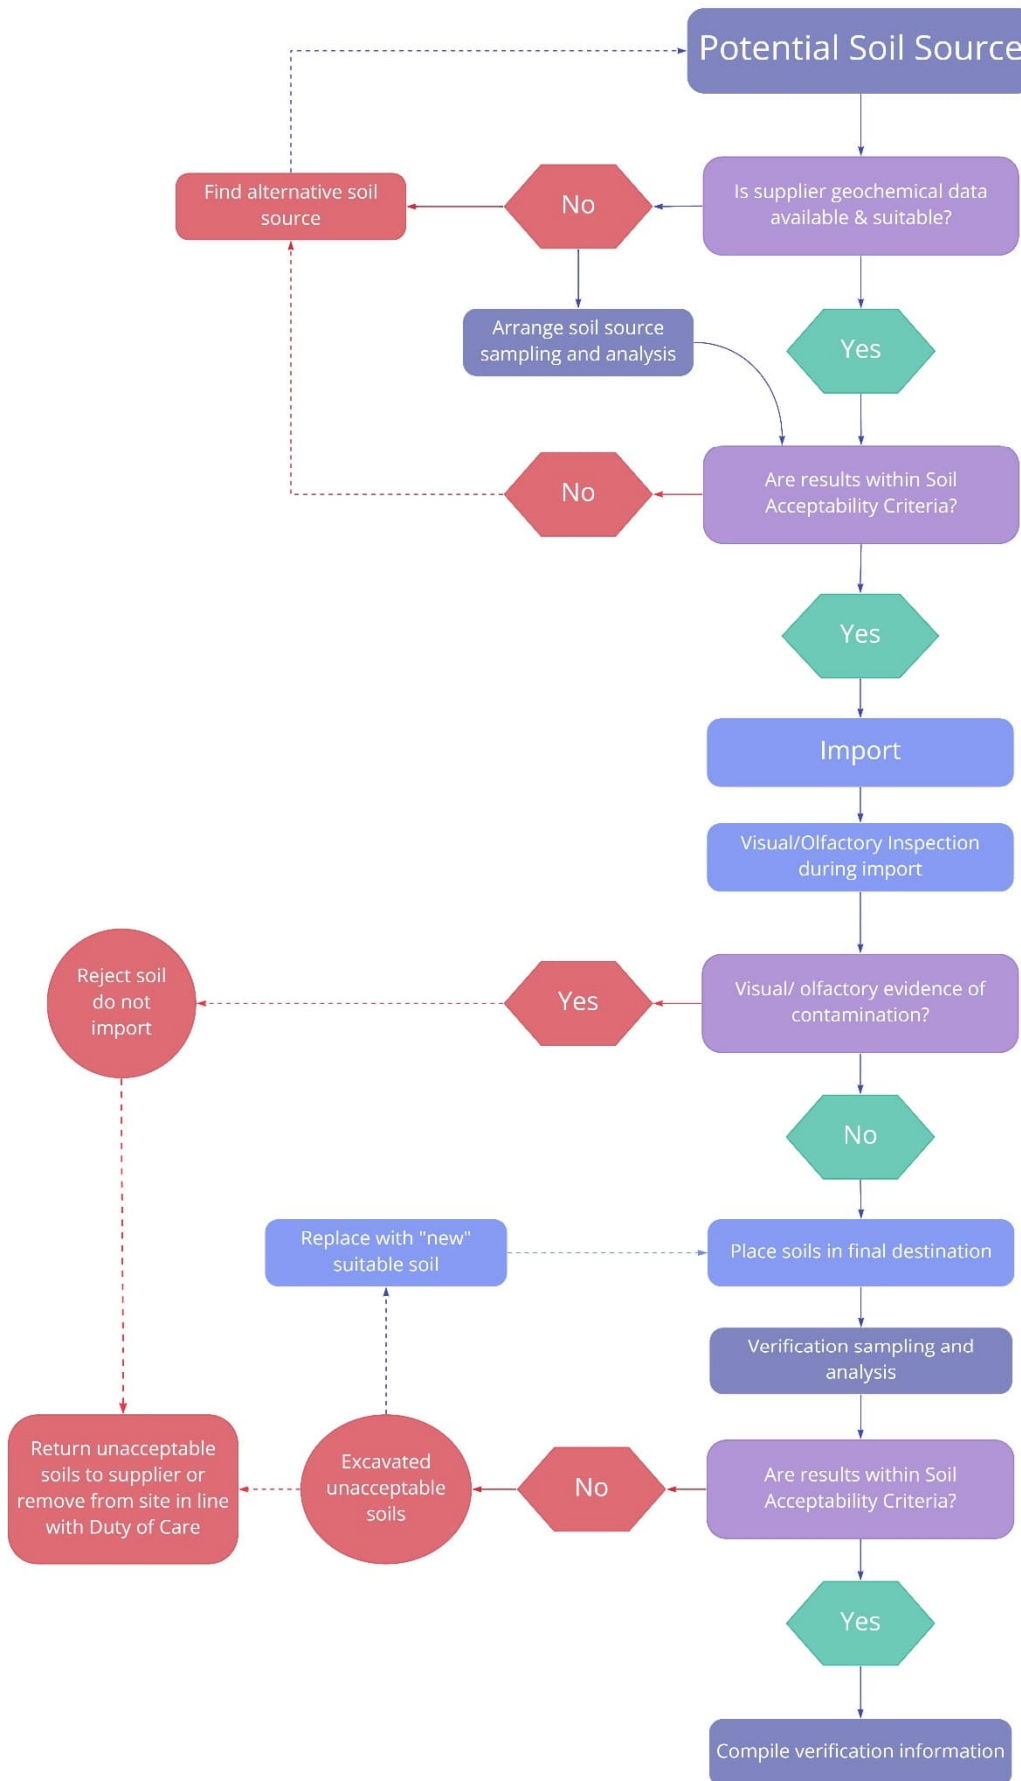 Potential Soil Source
Is supplier geochemical data
available & suitable?
No
Find alternative soil
source
Arrange soil source
sampling and analysis
Yes
Are results within Soil
Acceptability Criteria?
No
Yes
Import
Visual/Olfactory Inspection
during import
Visual/ olfactory evidence of
contamination?
Yes
Reject soil
do not
import
No
Place soils in final destination
Replace with "new"
suitable soil
Verification sampling and
analysis
Are results within Soil
Acceptability Criteria?
No
Excavated
unacceptable
soils
Return unacceptable
soils to supplier or
remove from site in line
with Duty of Care
Yes
Compile verification information